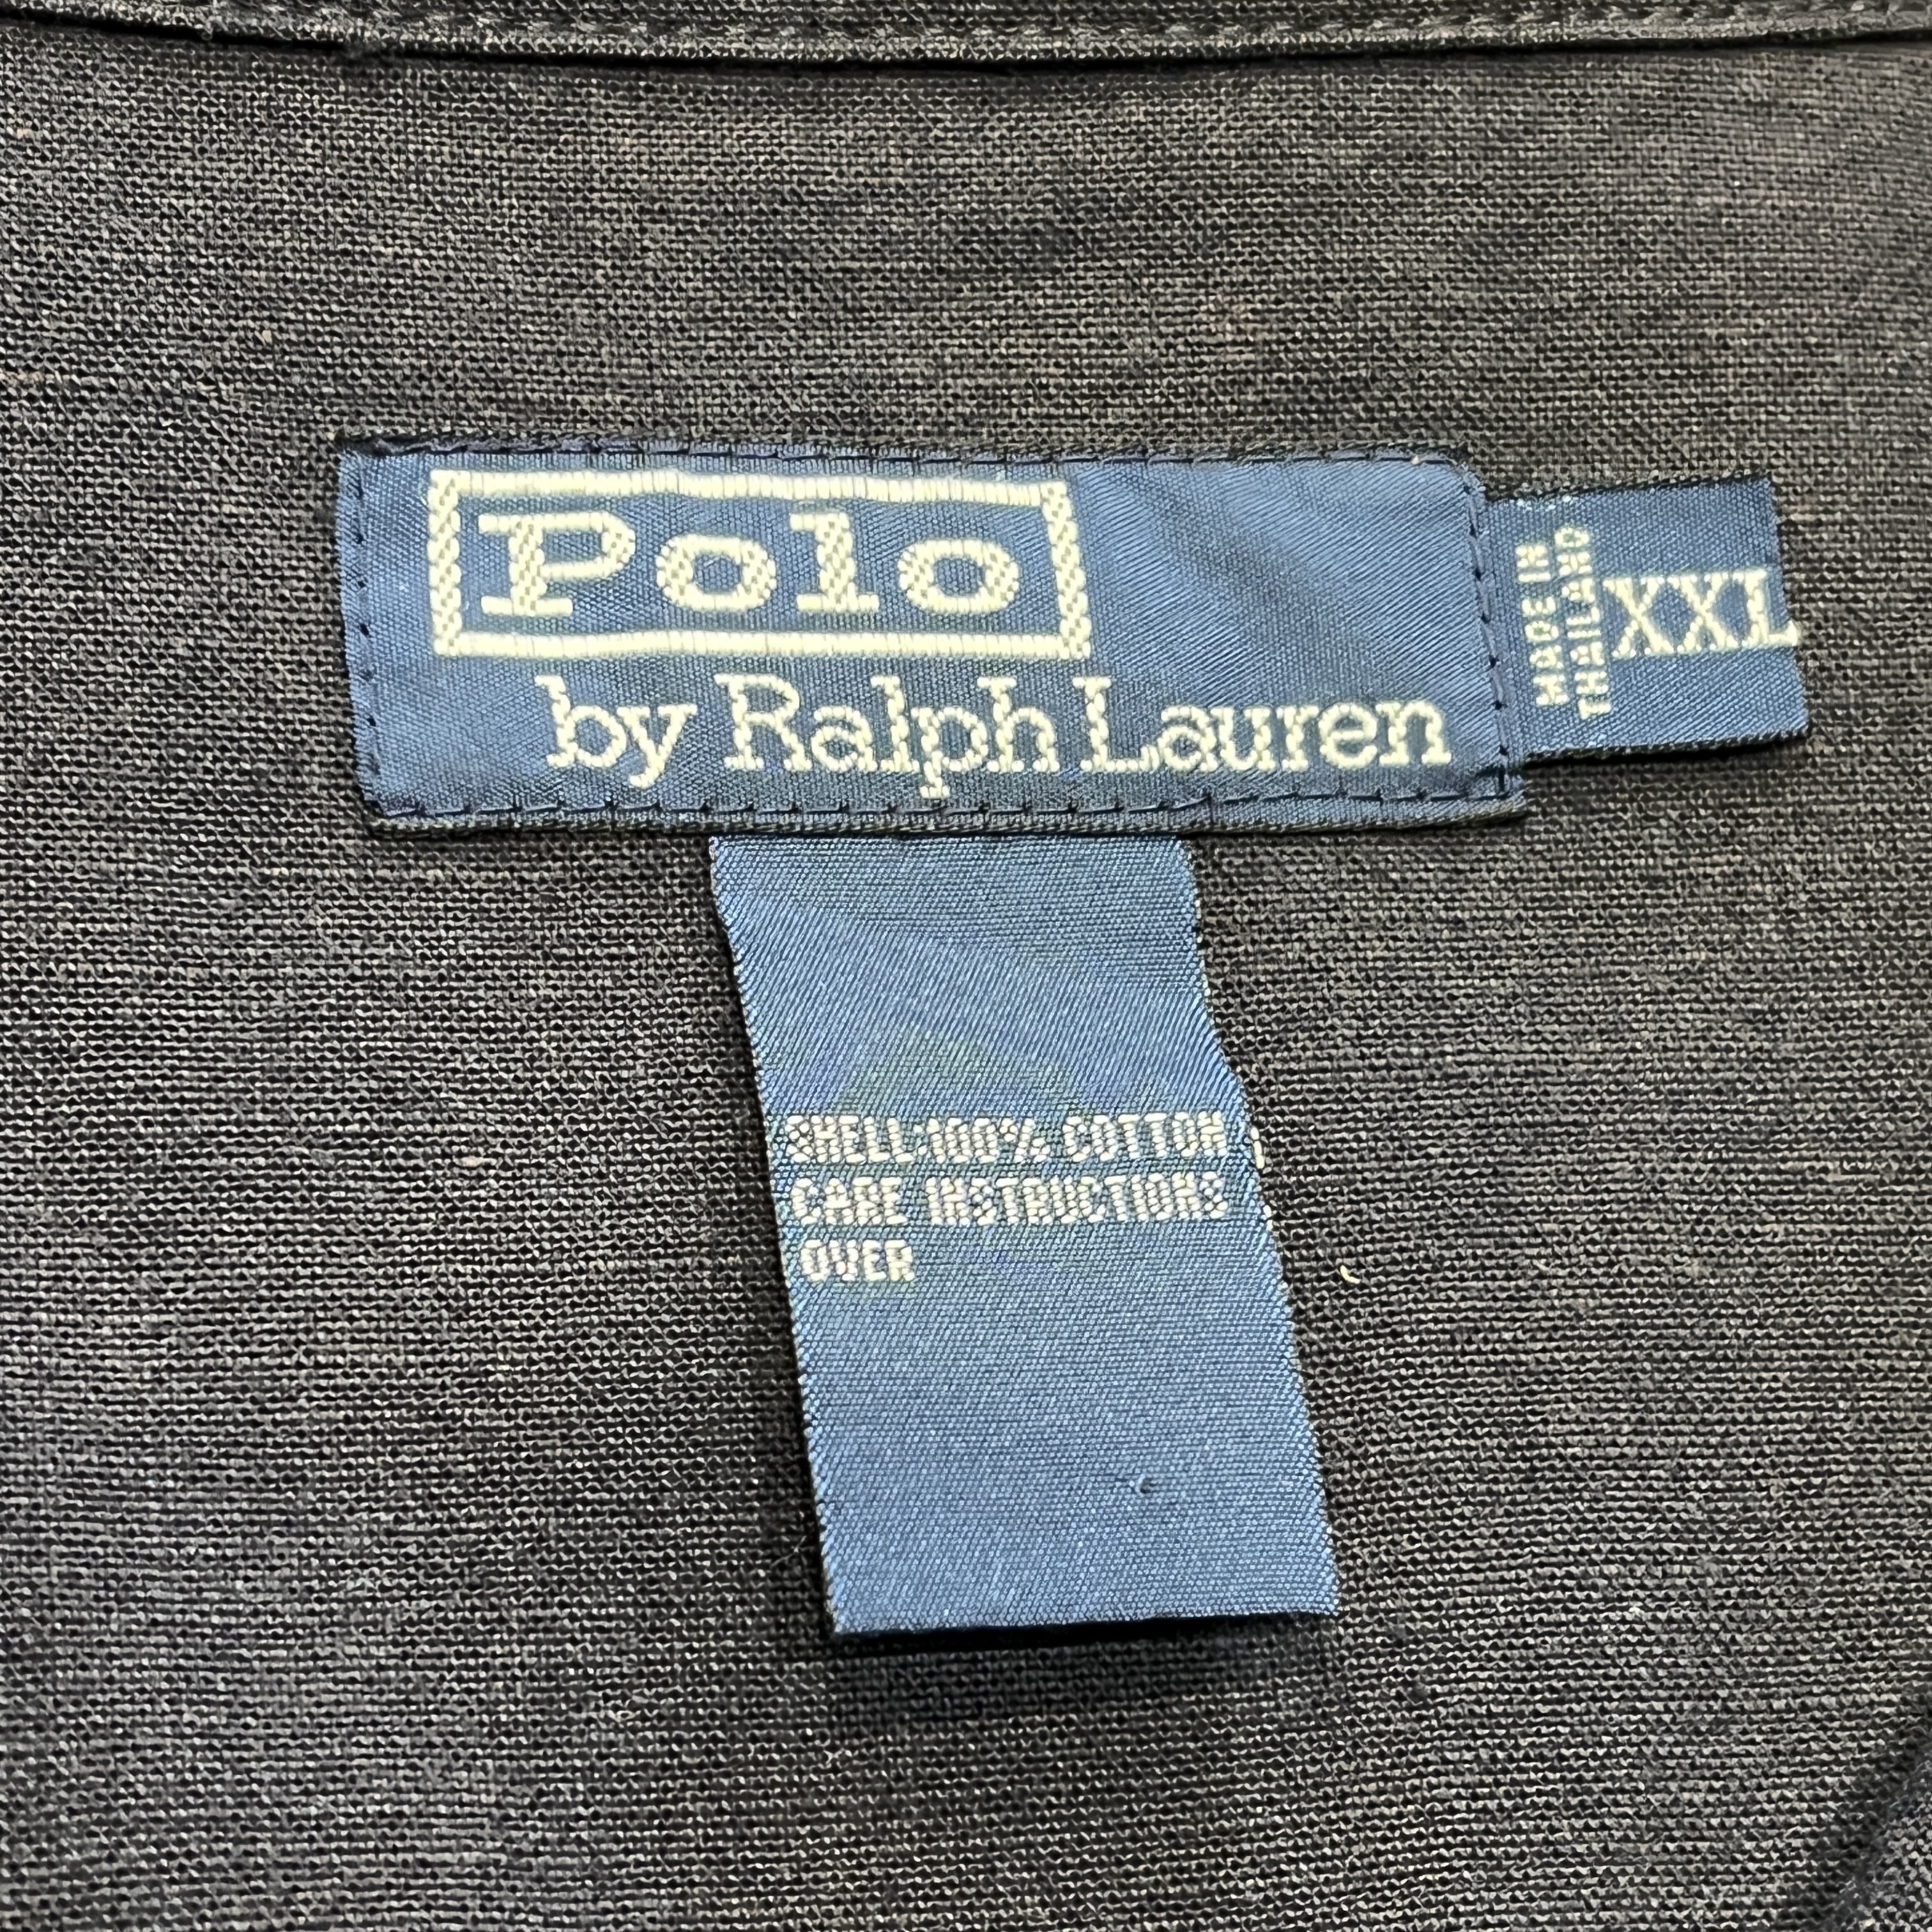 Polo
by Ralph Lauren
MADE IN
THAILAND
XXL
SHELL:100% COTTON
CARE INSTRUCTIONS
OVER